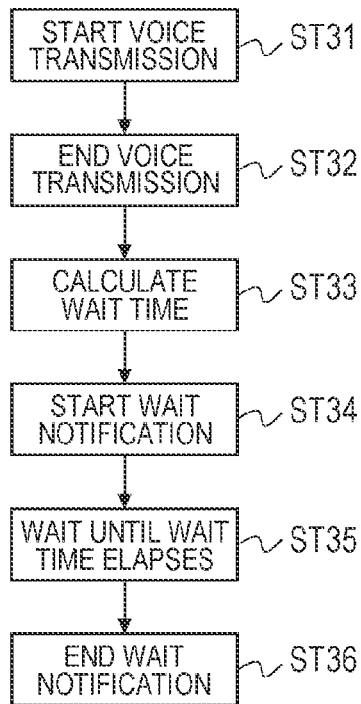 START VOICE
TRANSMISSION
ST31
END VOICE
TRANSMISSION
ST32
CALCULATE
WAIT TIME
ST33
START WAIT
NOTIFICATION
ST34
WAIT UNTIL WAIT
TIME ELAPSES
ST35
END WAIT
NOTIFICATION
ST36